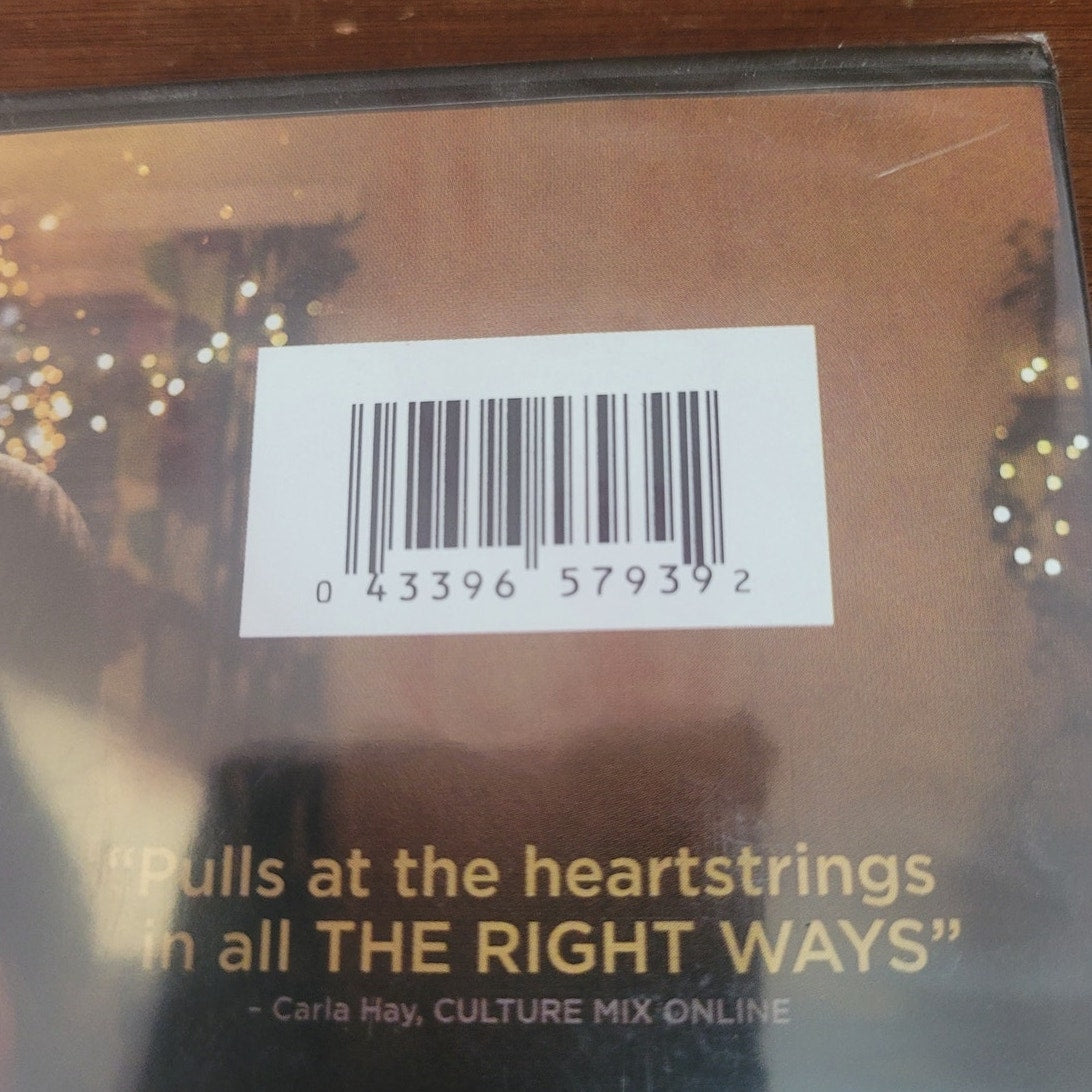 0 43396 57939 2
“Pulls at the heartstrings
in all THE RIGHT WAYS”
- Carla Hay, CULTURE MIX ONLINE